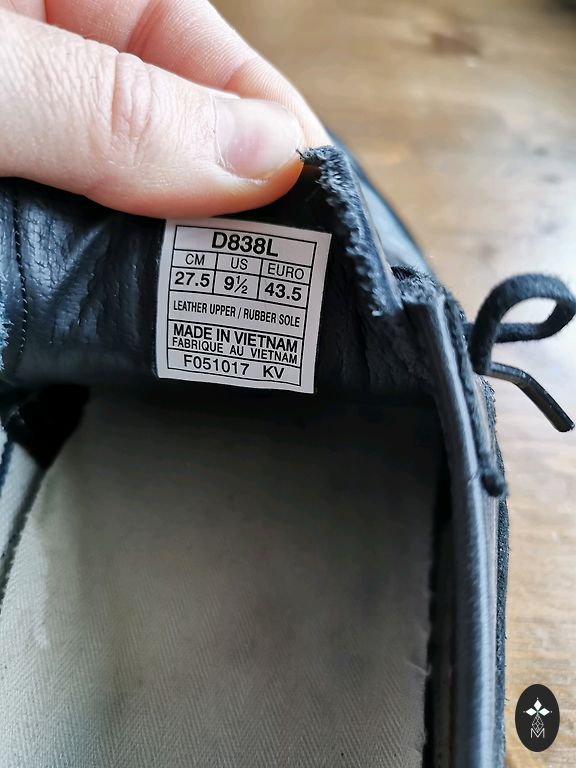 D838L
CM US EURO
27.5 9½ 43.5
LEATHER UPPER / RUBBER SOLE
MADE IN VIETNAM
FABRIQUE AU VIETNAM
F051017 KV